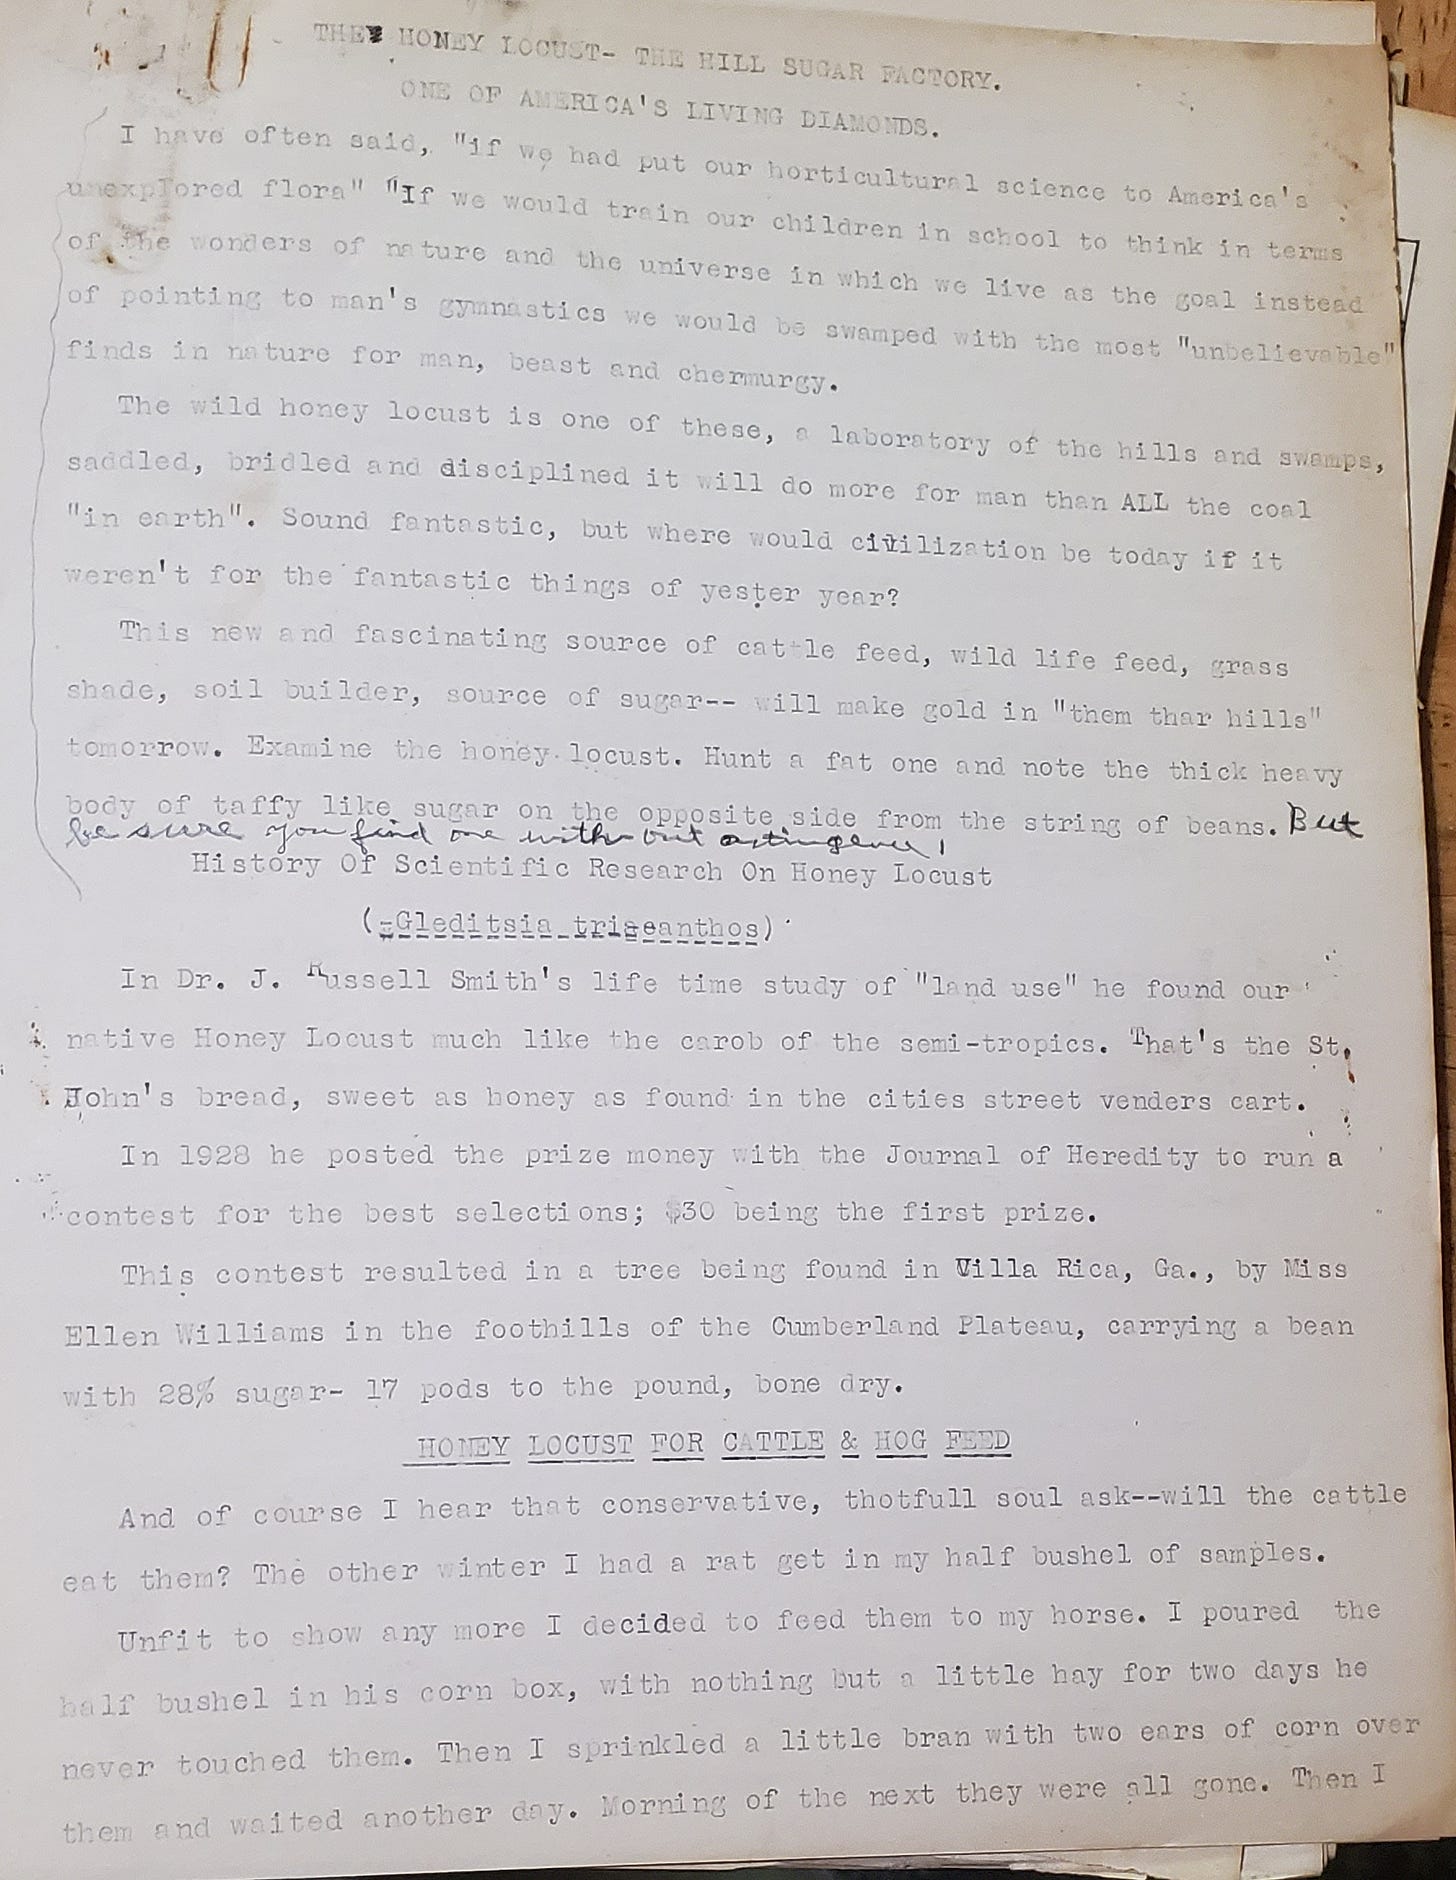 THE HONEY LOCUST- THE HILL SUGAR FACTORY.
ONE OF AMERICA'S LIVING DIAMONDS.
I have often said, "if we had put our horticultural science to America's
unexplored flora" "If we would train our children in school to think in terms
of the wonders of nature and the universe in which we live as the goal instead
of pointing to man's gymnastics we would be swamped with the most "unbelievable"
finds in nature for man, beast and chermurgy.
The wild honey locust is one of these, a laboratory of the hills and swamps,
saddled, bridled and disciplined it will do more for man than ALL the coal
"in earth". Sound fantastic, but where would civilization be today if it
weren't for the fantastic things of yester year?
This new and fascinating source of cattle feed, wild life feed, grass
shade, soil builder, source of sugar-- will make gold in "them thar hills"
tomorrow. Examine the honey locust. Hunt a fat one and note the thick heavy
body of taffy like sugar on the opposite side from the string of beans. But
be sure you find one without
History Of Scientific Research On Honey Locust
(Gleditsia triaeanthos)
In Dr. J. Russell Smith's life time study of "land use" he found our
native Honey Locust much like the carob of the semi-tropics. That's the St.
John's bread, sweet as honey as found in the cities street venders cart.
In 1928 he posted the prize money with the Journal of Heredity to run a
contest for the best selections; $30 being the first prize.
This contest resulted in a tree being found in Villa Rica, Ga., by Miss
Ellen Williams in the foothills of the Cumberland Plateau, carrying a bean
with 28% sugar- 17 pods to the pound, bone dry.
HONEY LOCUST FOR CATTLE & HOG FEED
And of course I hear that conservative, thotfull soul ask--will the cattle
eat them? The other winter I had a rat get in my half bushel of samples.
Unfit to show any more I decided to feed them to my horse. I poured the
half bushel in his corn box, with nothing but a little hay for two days he
never touched them. Then I sprinkled a little bran with two ears of corn over
them and waited another day. Morning of the next they were all gone. Then I